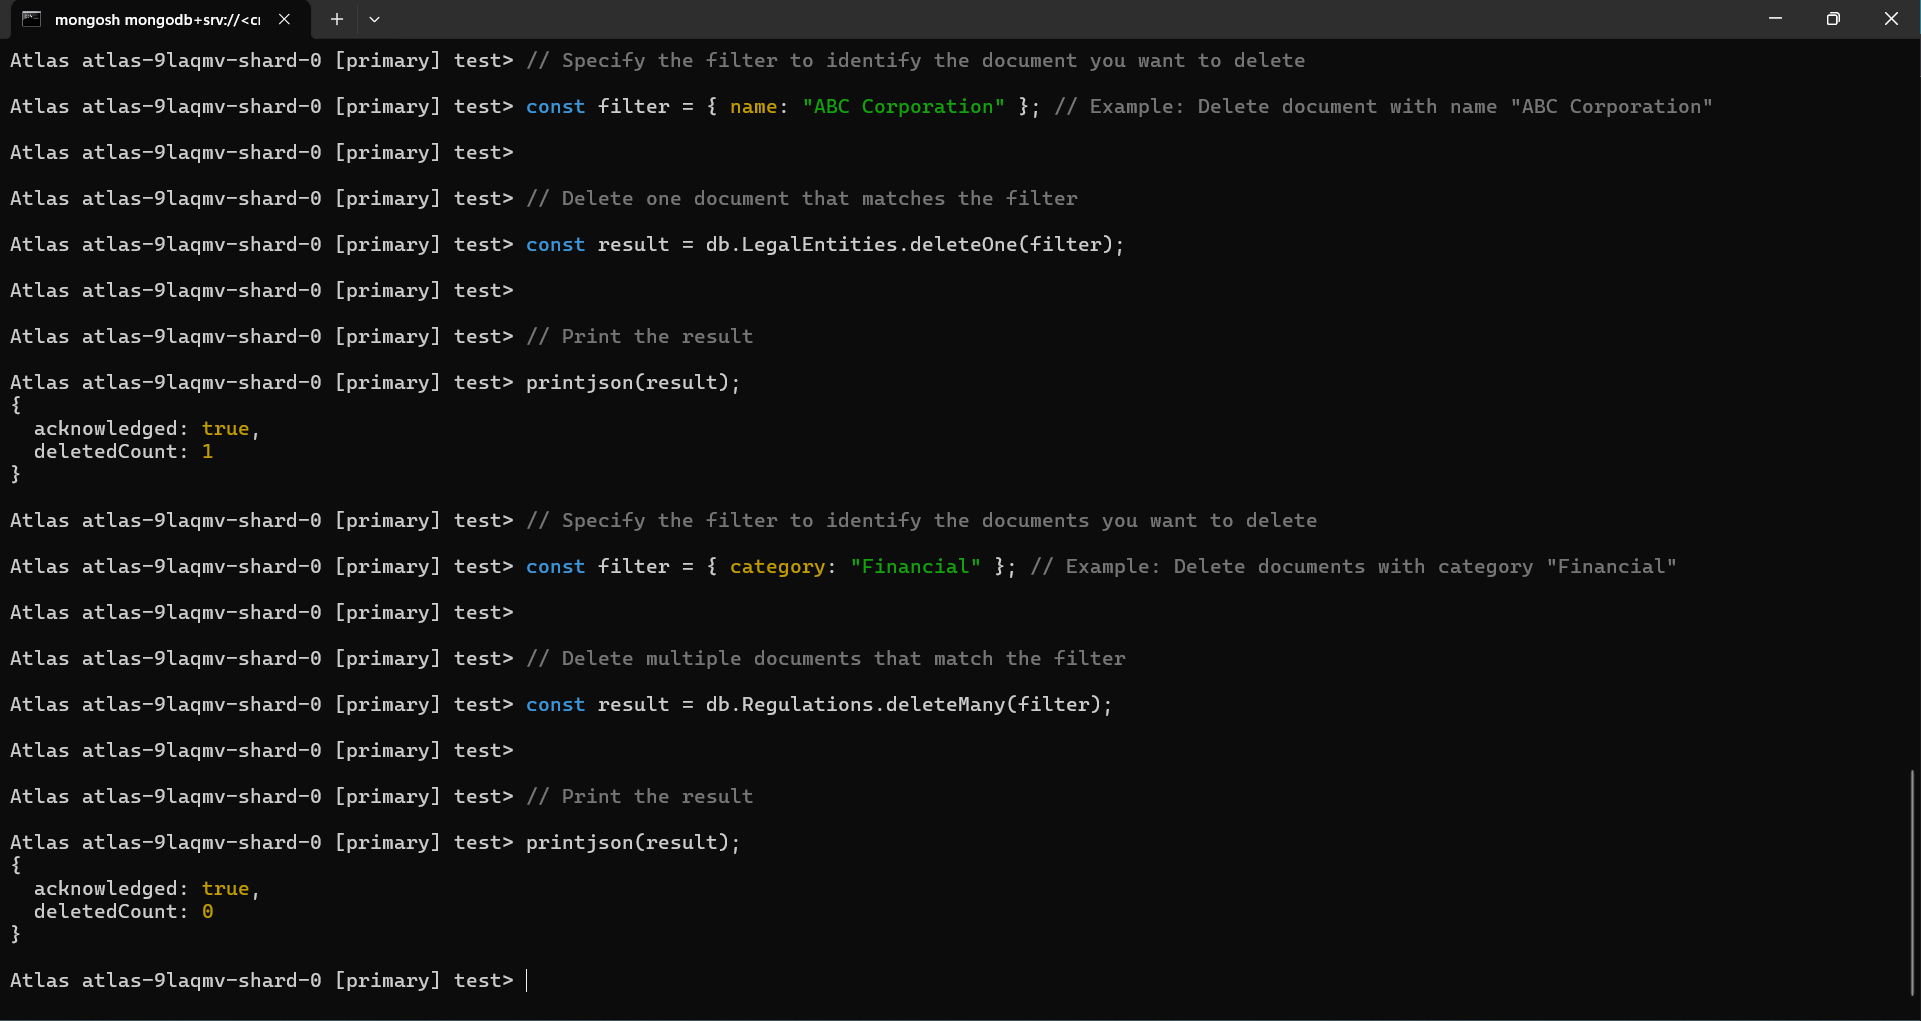 mongosh mongodb+srv://<cr
Atlas atlas-9laqmv-shard-0 [primary] test> // Specify the filter to identify the document you want to delete
Atlas atlas-9laqmv-shard-0 [primary] test> const filter = { name: "ABC Corporation" }; // Example: Delete document with name "ABC Corporation"
Atlas atlas-9laqmv-shard-0 [primary] test>
Atlas atlas-9laqmv-shard-0 [primary] test> // Delete one document that matches the filter
Atlas atlas-9laqmv-shard-0 [primary] test> const result = db.LegalEntities.deleteOne(filter);
Atlas atlas-9laqmv-shard-0 [primary] test>
Atlas atlas-9laqmv-shard-0 [primary] test> // Print the result
Atlas atlas-9laqmv-shard-0 [primary] test> printjson(result);
{
  acknowledged: true,
  deletedCount: 1
}
Atlas atlas-9laqmv-shard-0 [primary] test> // Specify the filter to identify the documents you want to delete
Atlas atlas-9laqmv-shard-0 [primary] test> const filter = { category: "Financial" }; // Example: Delete documents with category "Financial"
Atlas atlas-9laqmv-shard-0 [primary] test>
Atlas atlas-9laqmv-shard-0 [primary] test> // Delete multiple documents that match the filter
Atlas atlas-9laqmv-shard-0 [primary] test> const result = db.Regulations.deleteMany(filter);
Atlas atlas-9laqmv-shard-0 [primary] test>
Atlas atlas-9laqmv-shard-0 [primary] test> // Print the result
Atlas atlas-9laqmv-shard-0 [primary] test> printjson(result);
{
  acknowledged: true,
  deletedCount: 0
}
Atlas atlas-9laqmv-shard-0 [primary] test>